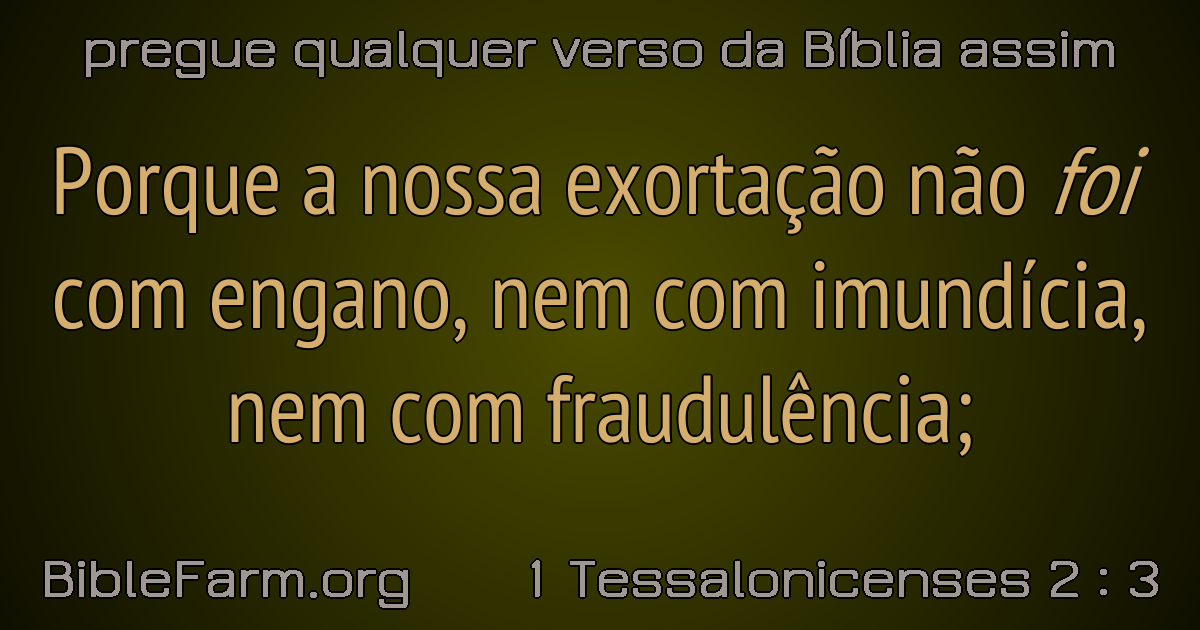 pregue qualquer verso da Bíblia assim
Porque a nossa exortação não foi
com engano, nem com imundícia,
nem com fraudulência;
BibleFarm.org 1 Tessalonicenses 2 : 3